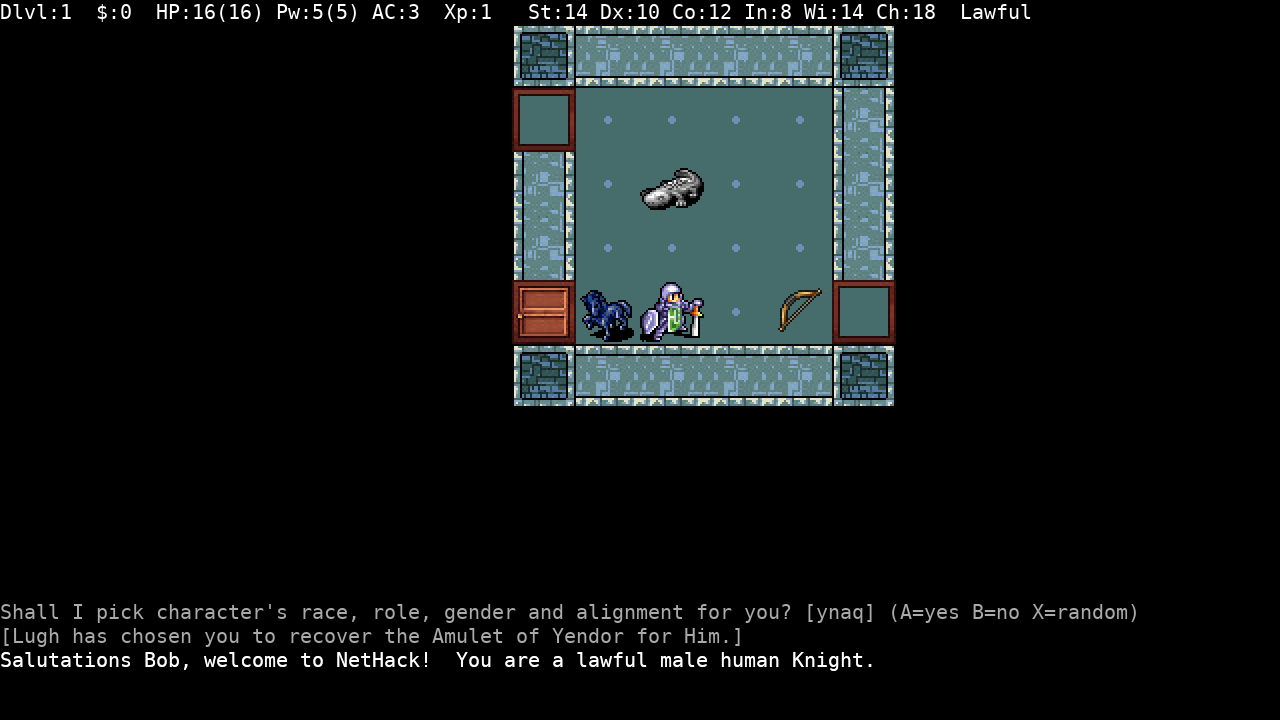 Dlvl:1  $:0  HP:16(16) Pw:5(5) AC:3  Xp:1   St:14 Dx:10 Co:12 In:8 Wi:14 Ch:18  Lawful
Shall I pick character's race, role, gender and alignment for you? [ynaq] (A=yes B=no X=random)
[Lugh has chosen you to recover the Amulet of Yendor for Him.]
Salutations Bob, welcome to NetHack!  You are a lawful male human Knight.